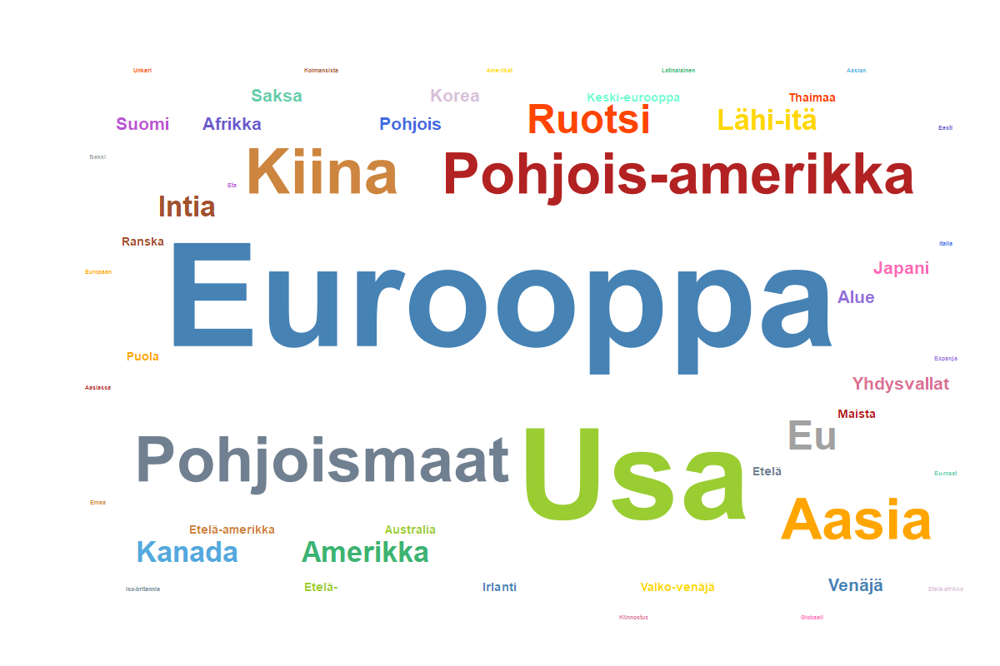 Unkari
Kolmansista
Amerikat
Latinalainen
Aasian
Saksa
Korea
Keski-eurooppa
Thaimaa
Suomi
Afrikka
Pohjois
Ruotsi
Lähi-itä
Eesti
Tsekki
Kiina
Pohjois-amerikka
Eta
Intia
Ranska
Italia
Europaan
Eurooppa
Japani
Alue
Puola
Espanja
Aasiassa
Yhdysvallat
Maista
Pohjoismaat
Usa
Eu
Etelä
Eu-maat
Emea
Aasia
Etelä-amerikka
Australia
Kanada
Amerikka
Iso-britannia
Etelä-
Irlanti
Valko-venäjä
Venäjä
Etelä-afrikka
Kiinnostus
Globaali